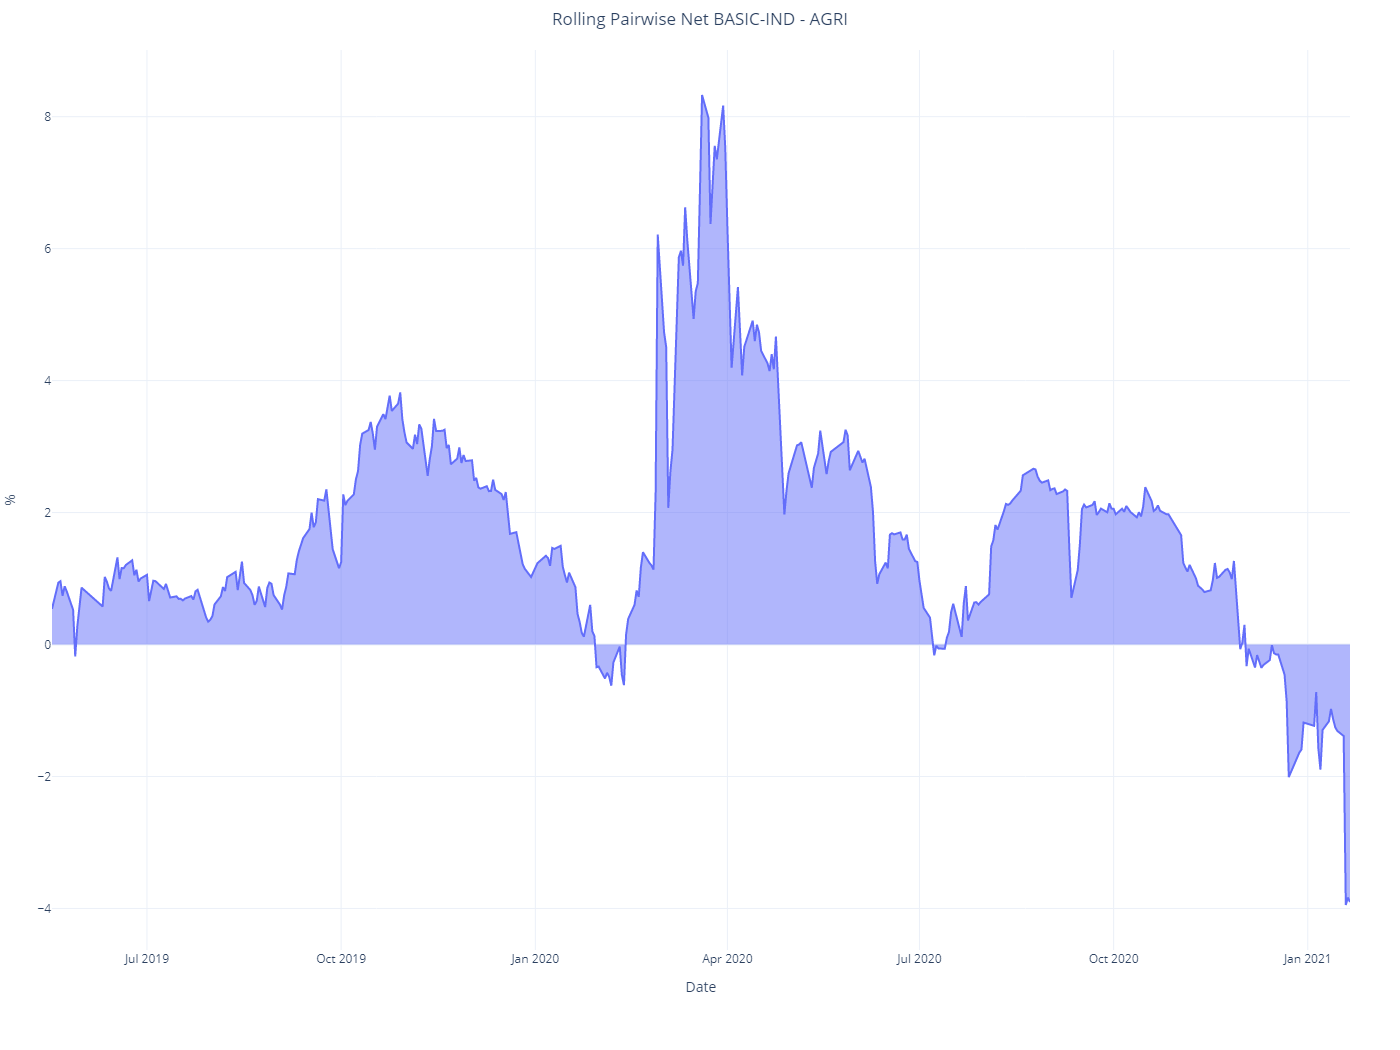 Rolling Pairwise Net BASIC-IND - AGRI
8
6
4
2
0
−2
−4
%
Jul 2019
Oct 2019
Jan 2020
Apr 2020
Jul 2020
Oct 2020
Jan 2021
Date